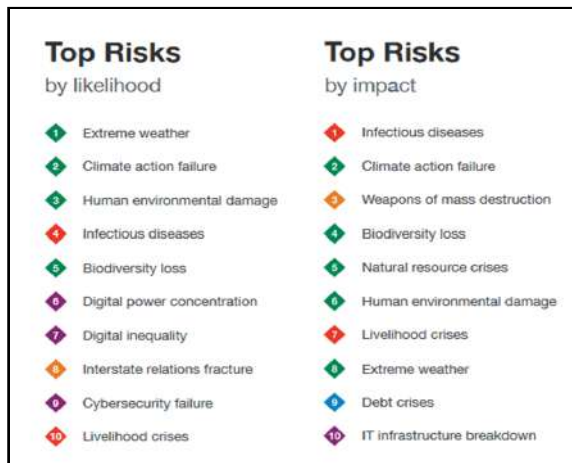 Top Risks
by likelihood
1 Extreme weather
2 Climate action failure
3 Human environmental damage
4 Infectious diseases
5 Biodiversity loss
6 Digital power concentration
7 Digital inequality
8 Interstate relations fracture
9 Cybersecurity failure
10 Livelihood crises
Top Risks
by impact
1 Infectious diseases
2 Climate action failure
3 Weapons of mass destruction
4 Biodiversity loss
5 Natural resource crises
6 Human environmental damage
7 Livelihood crises
8 Extreme weather
9 Debt crises
10 IT infrastructure breakdown